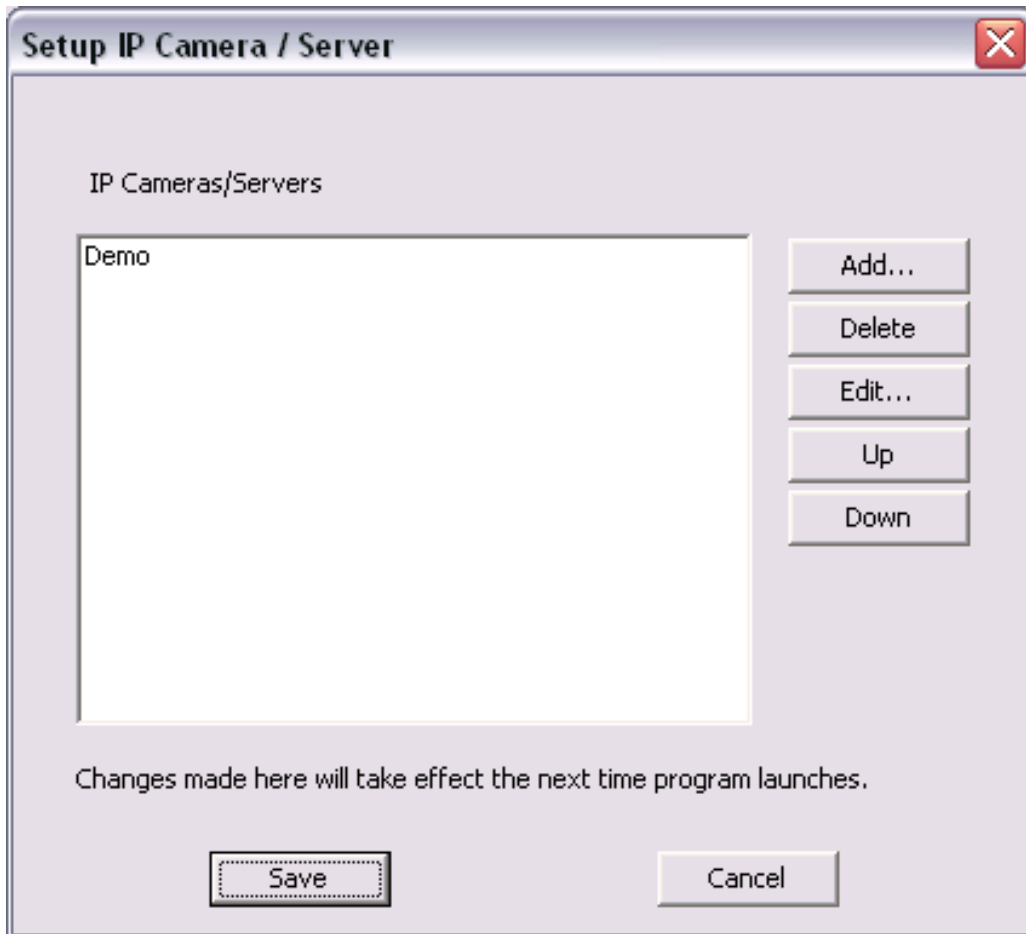 Setup IP Camera / Server
IP Cameras/Servers
Demo
Add...
Delete
Edit...
Up
Down
Changes made here will take effect the next time program launches.
Save
Cancel